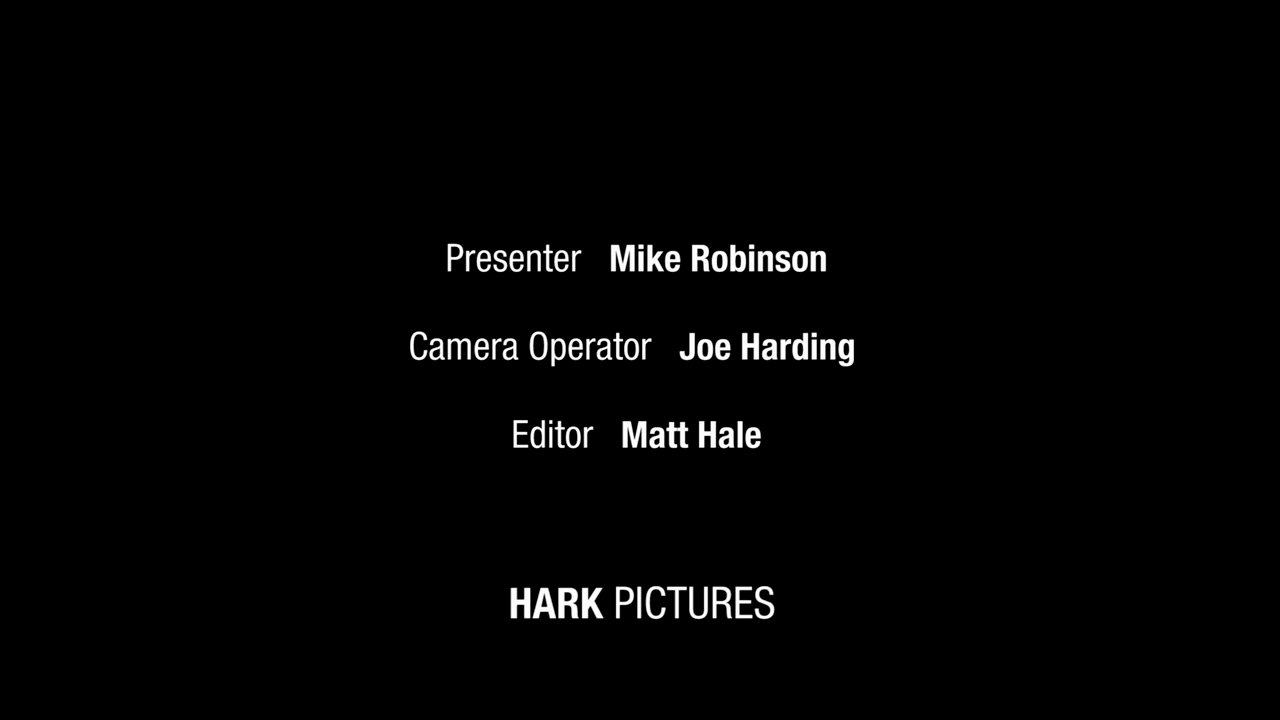 Presenter Mike Robinson
Camera Operator Joe Harding
Editor Matt Hale
HARK PICTURES